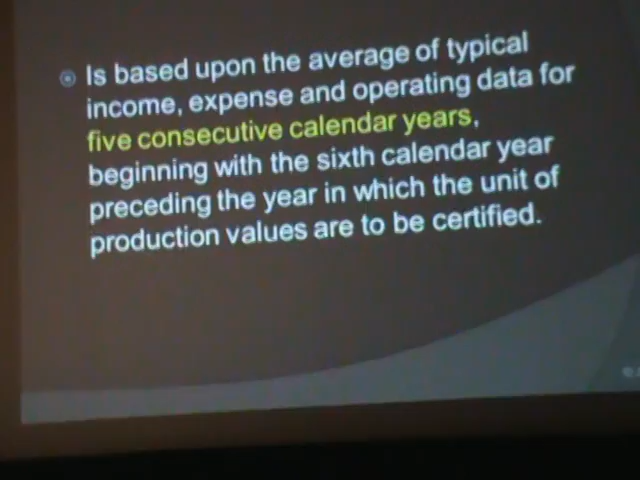 Is based upon the average of typical
income, expense and operating data for
five consecutive calendar years,
beginning with the sixth calendar year
preceding the year in which the unit of
production values are to be certified.